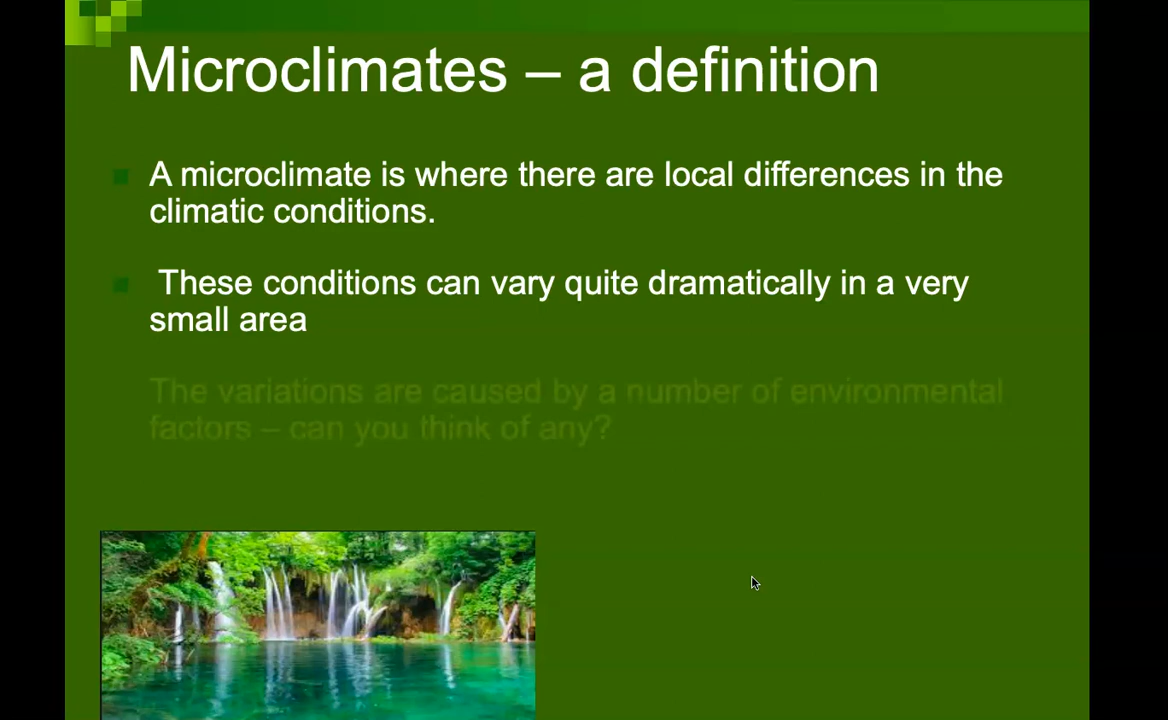 Microclimates – a definition
A microclimate is where there are local differences in the
climatic conditions.
These conditions can vary quite dramatically in a very
small area
The variations are caused by a number of environmental
factors – can you think of any?